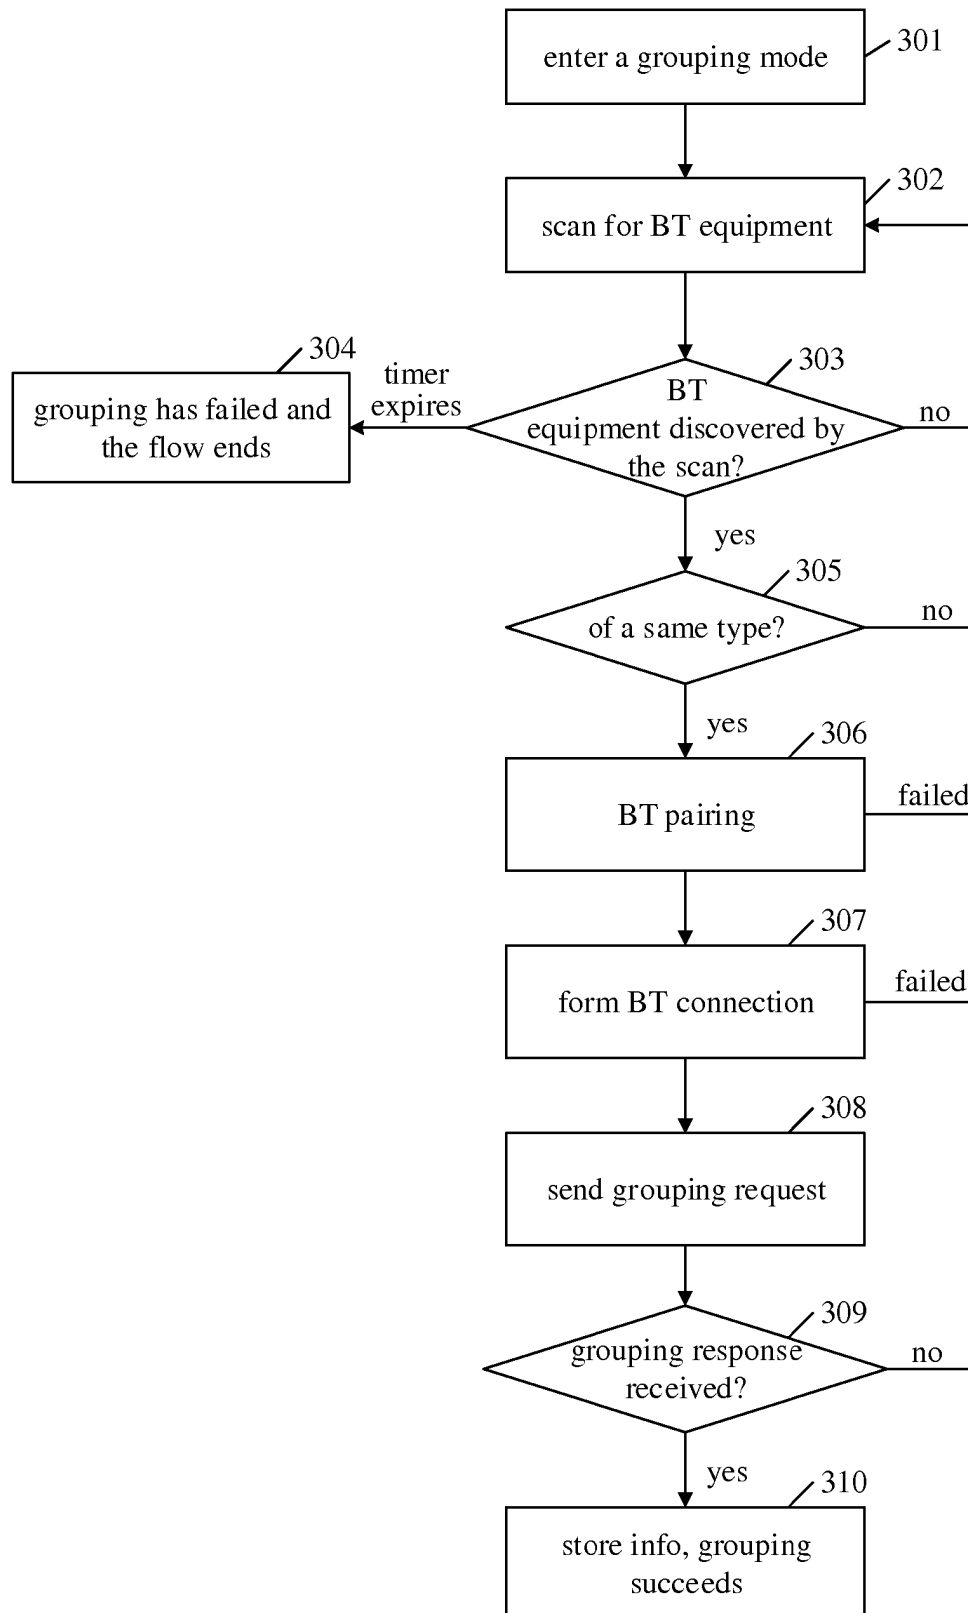 enter a grouping mode
301
302
scan for BT equipment
304
grouping has failed and
the flow ends
timer
expires
303
BT
equipment discovered by
the scan?
no
yes
305
of a same type?
no
yes
306
BT pairing
failed
307
form BT connection
failed
308
send grouping request
309
grouping response
received?
no
yes
310
store info, grouping
succeeds